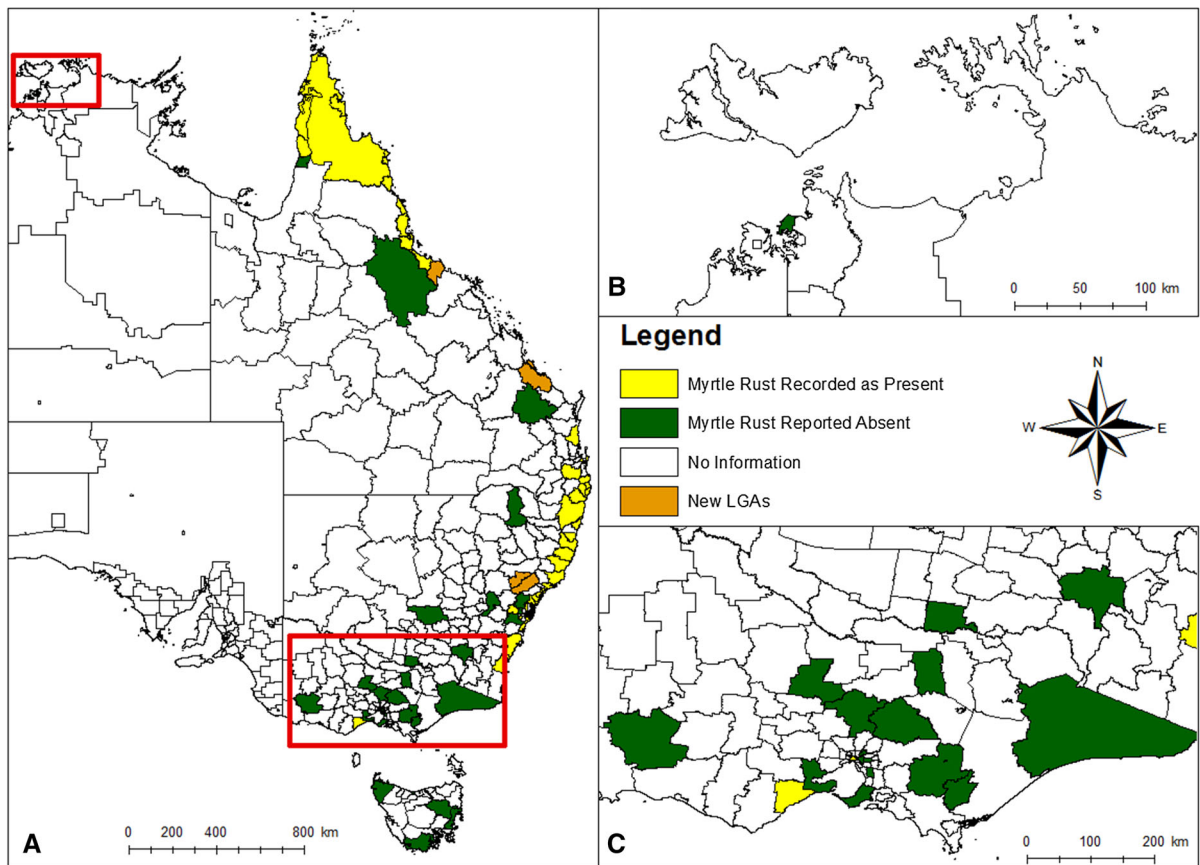 B
0 50 100 km
Legend
Myrtle Rust Recorded as Present
Myrtle Rust Reported Absent
No Information
New LGAs
N
W E
S
A
0 200 400 800 km
C
0 100 200 km